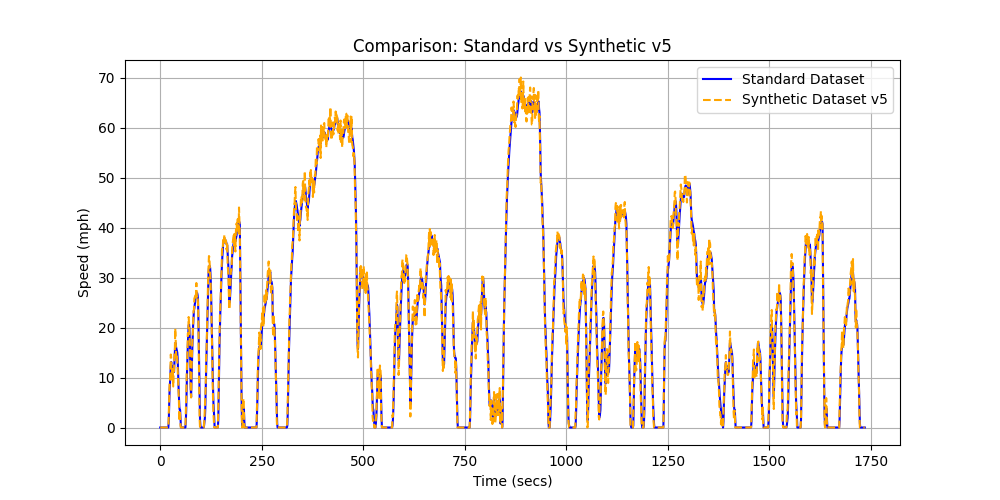 Comparison: Standard vs Synthetic v5
Standard Dataset
Synthetic Dataset v5
Speed (mph)
70
60
50
40
30
20
10
0
0 250 500 750 1000 1250 1500 1750
Time (secs)